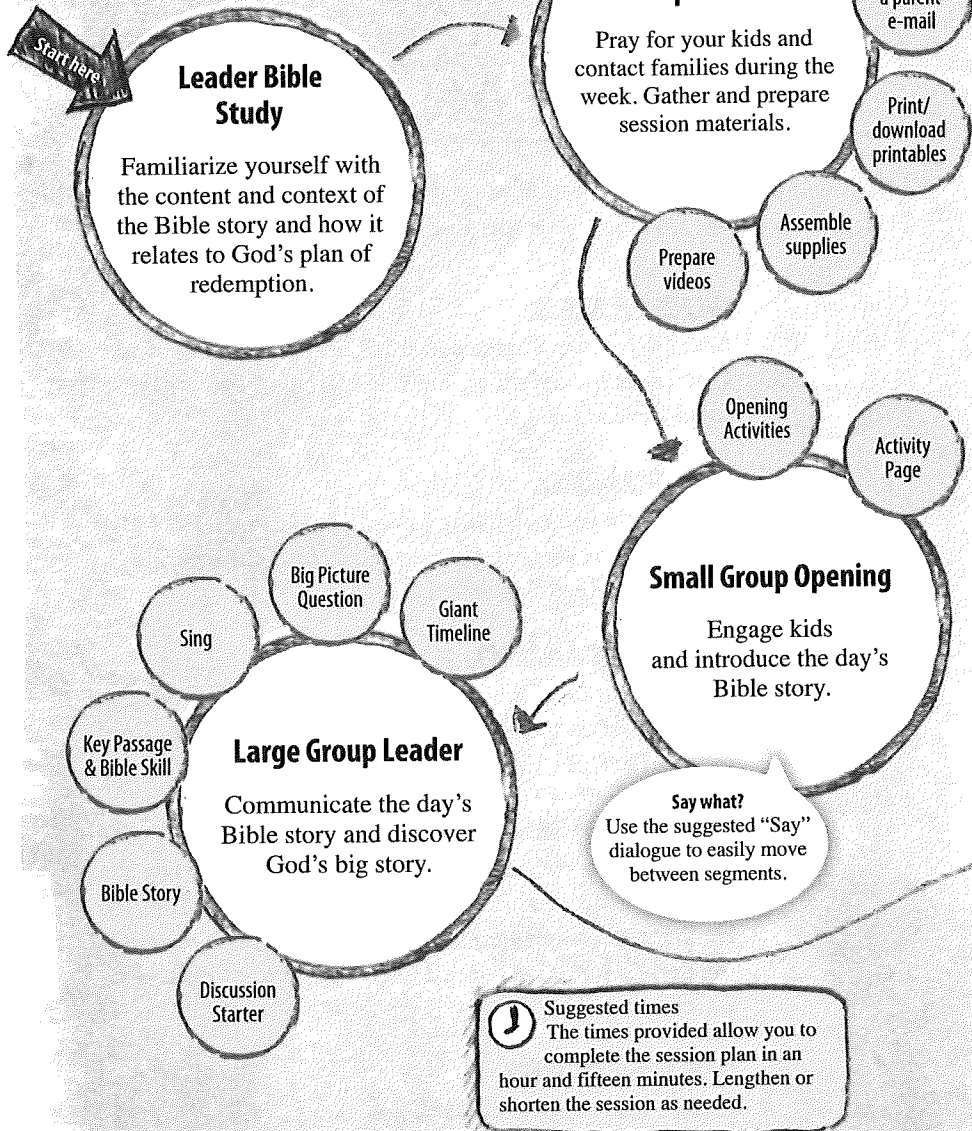 Start here
Leader Bible
Study
Familiarize yourself with
the content and context of
the Bible story and how it
relates to God's plan of
redemption.
Pray for your kids and
contact families during the
week. Gather and prepare
session materials.
a parent
e-mail
Print/
download
printables
Assemble
supplies
Prepare
videos
Opening
Activities
Activity
Page
Small Group Opening
Engage kids
and introduce the day's
Bible story.
Say what?
Use the suggested “Say”
dialogue to easily move
between segments.
Big Picture
Question
Giant
Timeline
Sing
Key Passage
& Bible Skill
Bible Story
Discussion
Starter
Large Group Leader
Communicate the day's
Bible story and discover
God's big story.
Suggested times
The times provided allow you to
complete the session plan in an
hour and fifteen minutes. Lengthen or
shorten the session as needed.